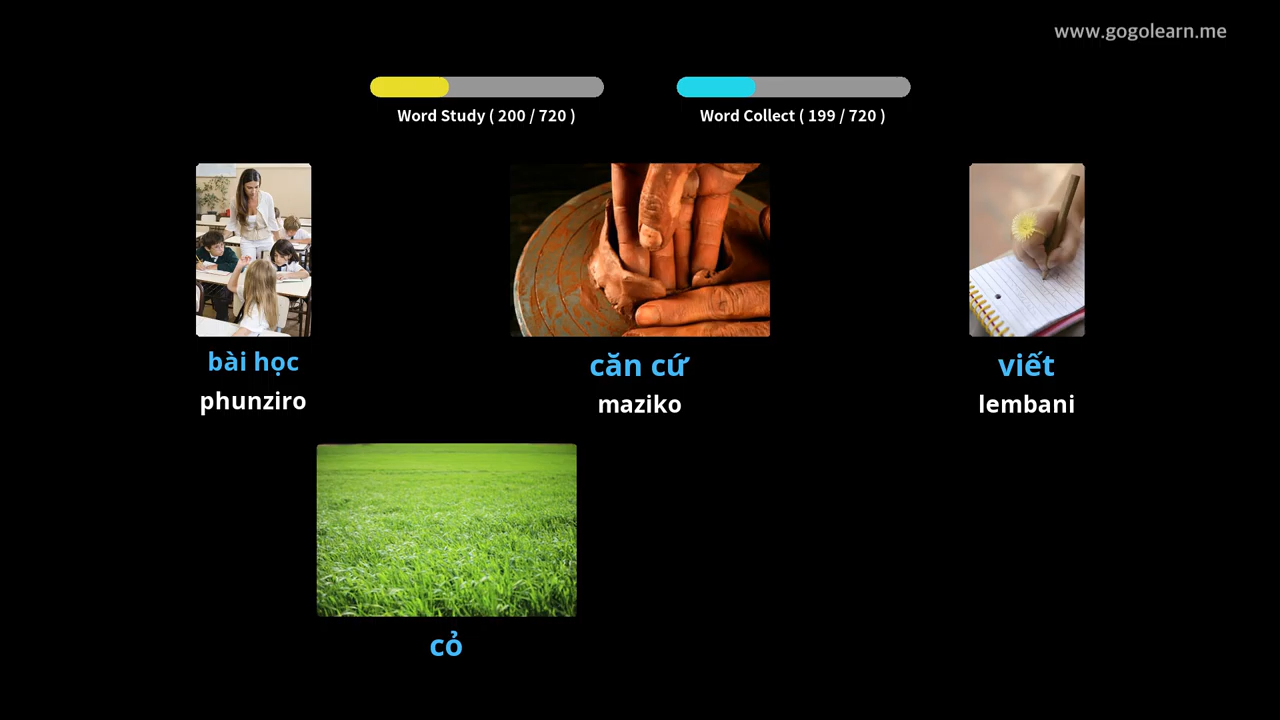 www.gogolearn.me
Word Study ( 200 / 720 )
Word Collect ( 199 / 720 )
bài học
phunziro
căn cứ
maziko
viết
lembani
cỏ